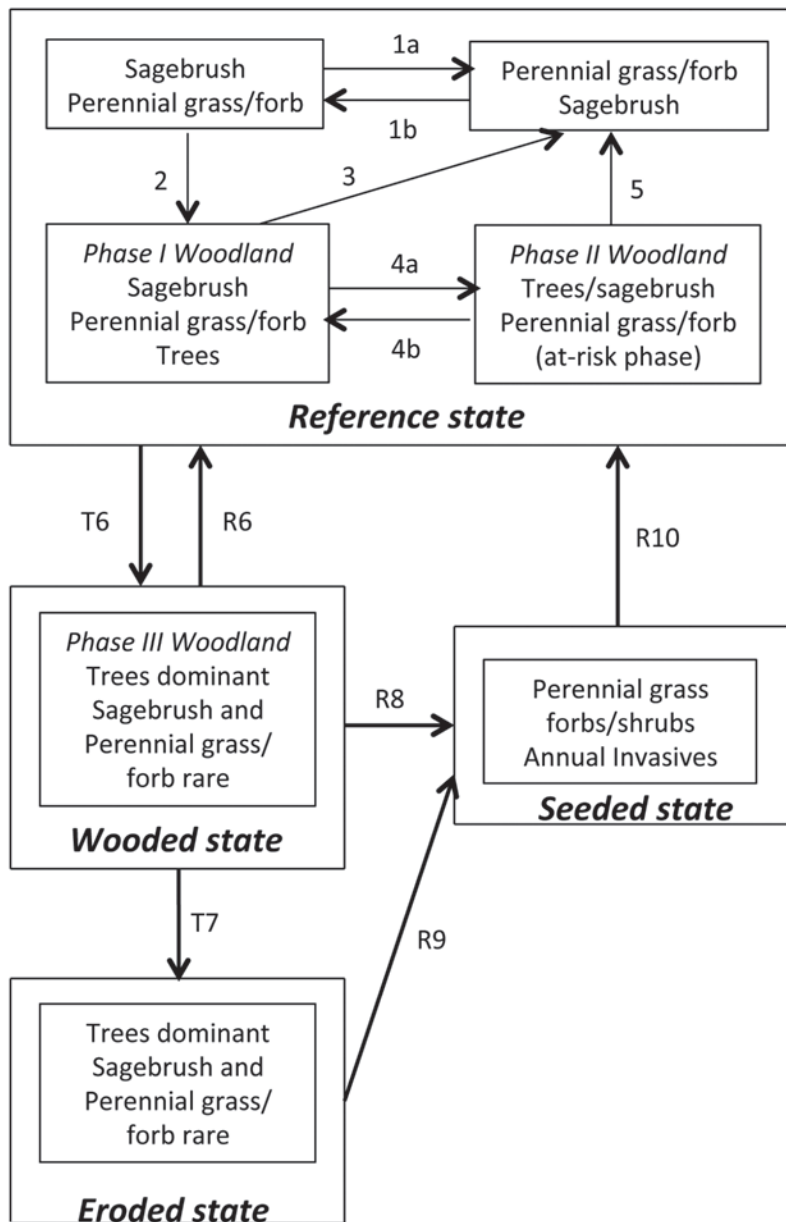 Sagebrush
Perennial grass/forb
1a
1b
Perennial grass/forb
Sagebrush
2
3
5
Phase I Woodland
Sagebrush
Perennial grass/forb
Trees
4a
4b
Phase II Woodland
Trees/sagebrush
Perennial grass/forb
(at-risk phase)
Reference state
T6
R6
R10
Phase III Woodland
Trees dominant
Sagebrush and
Perennial grass/
forb rare
Wooded state
R8
Perennial grass
forbs/shrubs
Annual Invasives
Seeded state
T7
R9
Trees dominant
Sagebrush and
Perennial grass/
forb rare
Eroded state